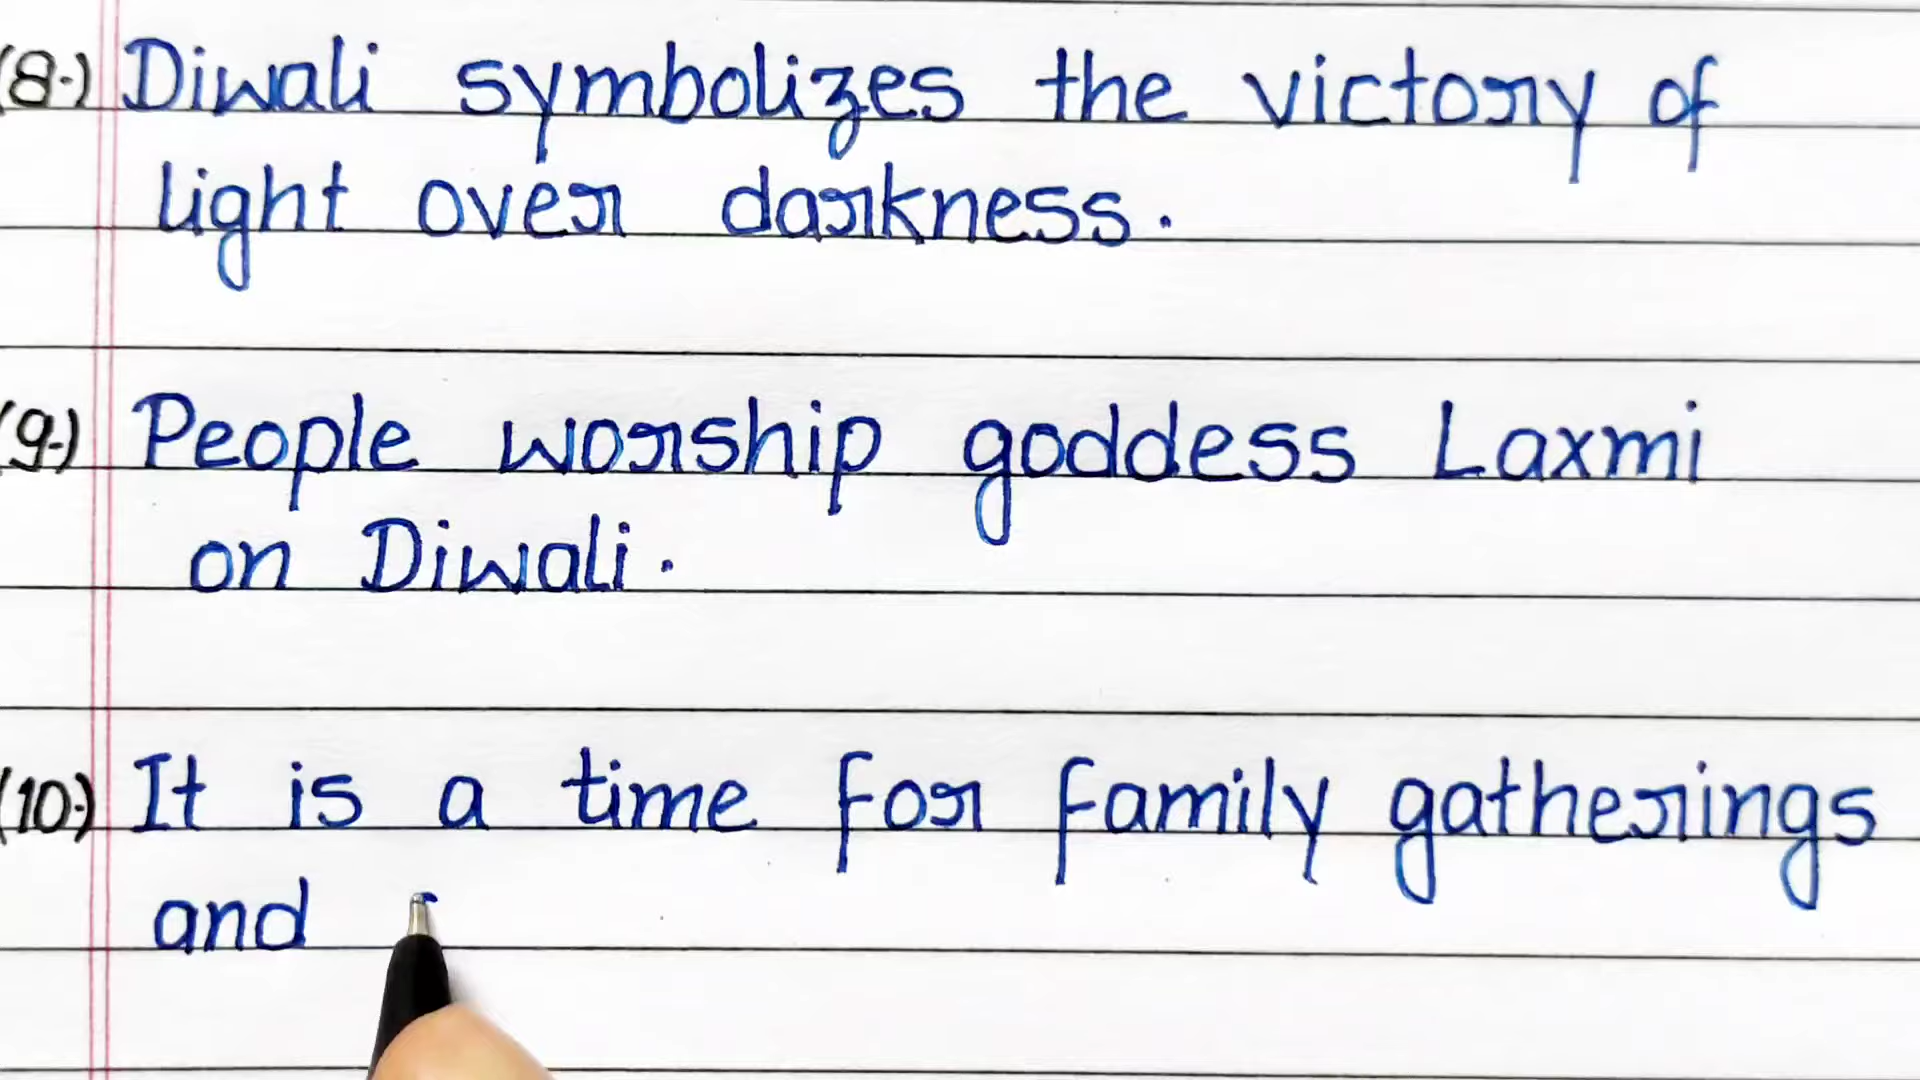 (8.) Diwali symbolizes the victory of
light over darkness.
(9.) People worship goddess Laxmi
on Diwali.
(10.) It is a time for family gatherings
and